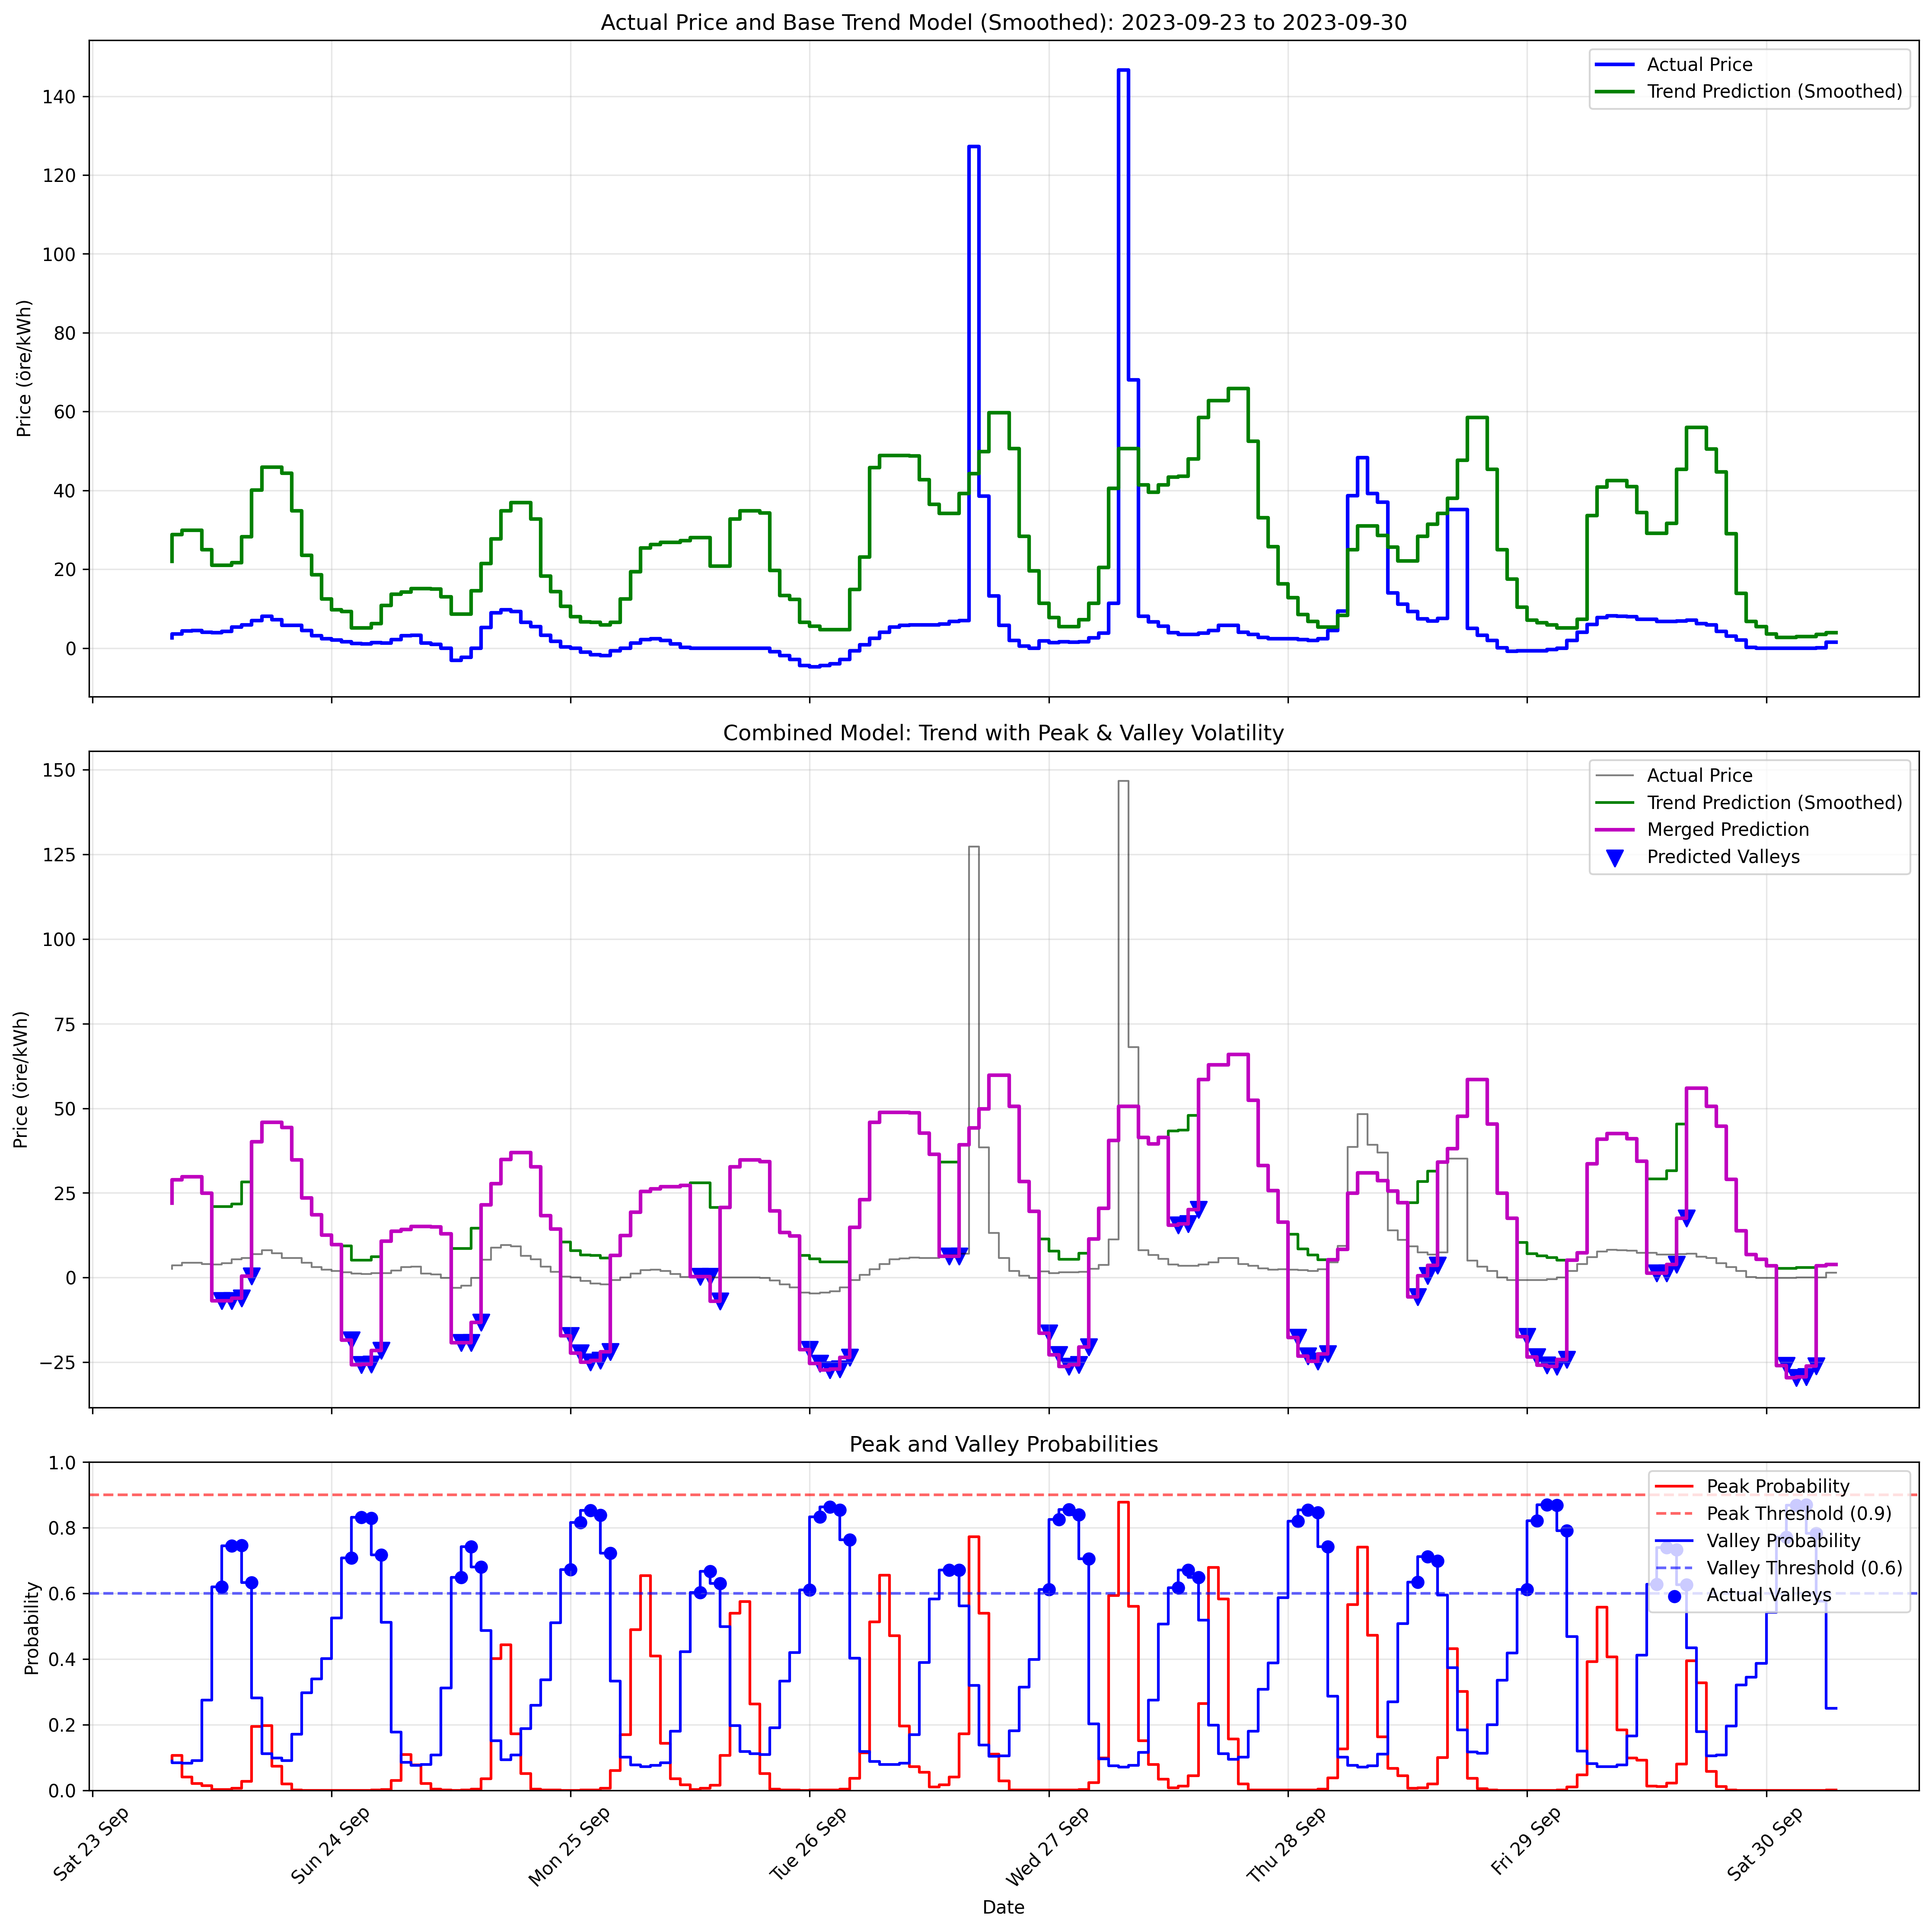 Actual Price and Base Trend Model (Smoothed): 2023-09-23 to 2023-09-30
Price (öre/kWh)
140
120
100
80
60
40
20
0
Actual Price
Trend Prediction (Smoothed)
Combined Model: Trend with Peak & Valley Volatility
Price (öre/kWh)
150
125
100
75
50
25
0
−25
Actual Price
Trend Prediction (Smoothed)
Merged Prediction
Predicted Valleys
Peak and Valley Probabilities
Probability
1.0
0.8
0.6
0.4
0.2
0.0
Peak Probability
Peak Threshold (0.9)
Valley Probability
Valley Threshold (0.6)
Actual Valleys
Sat 23 Sep
Sun 24 Sep
Mon 25 Sep
Tue 26 Sep
Wed 27 Sep
Thu 28 Sep
Fri 29 Sep
Sat 30 Sep
Date